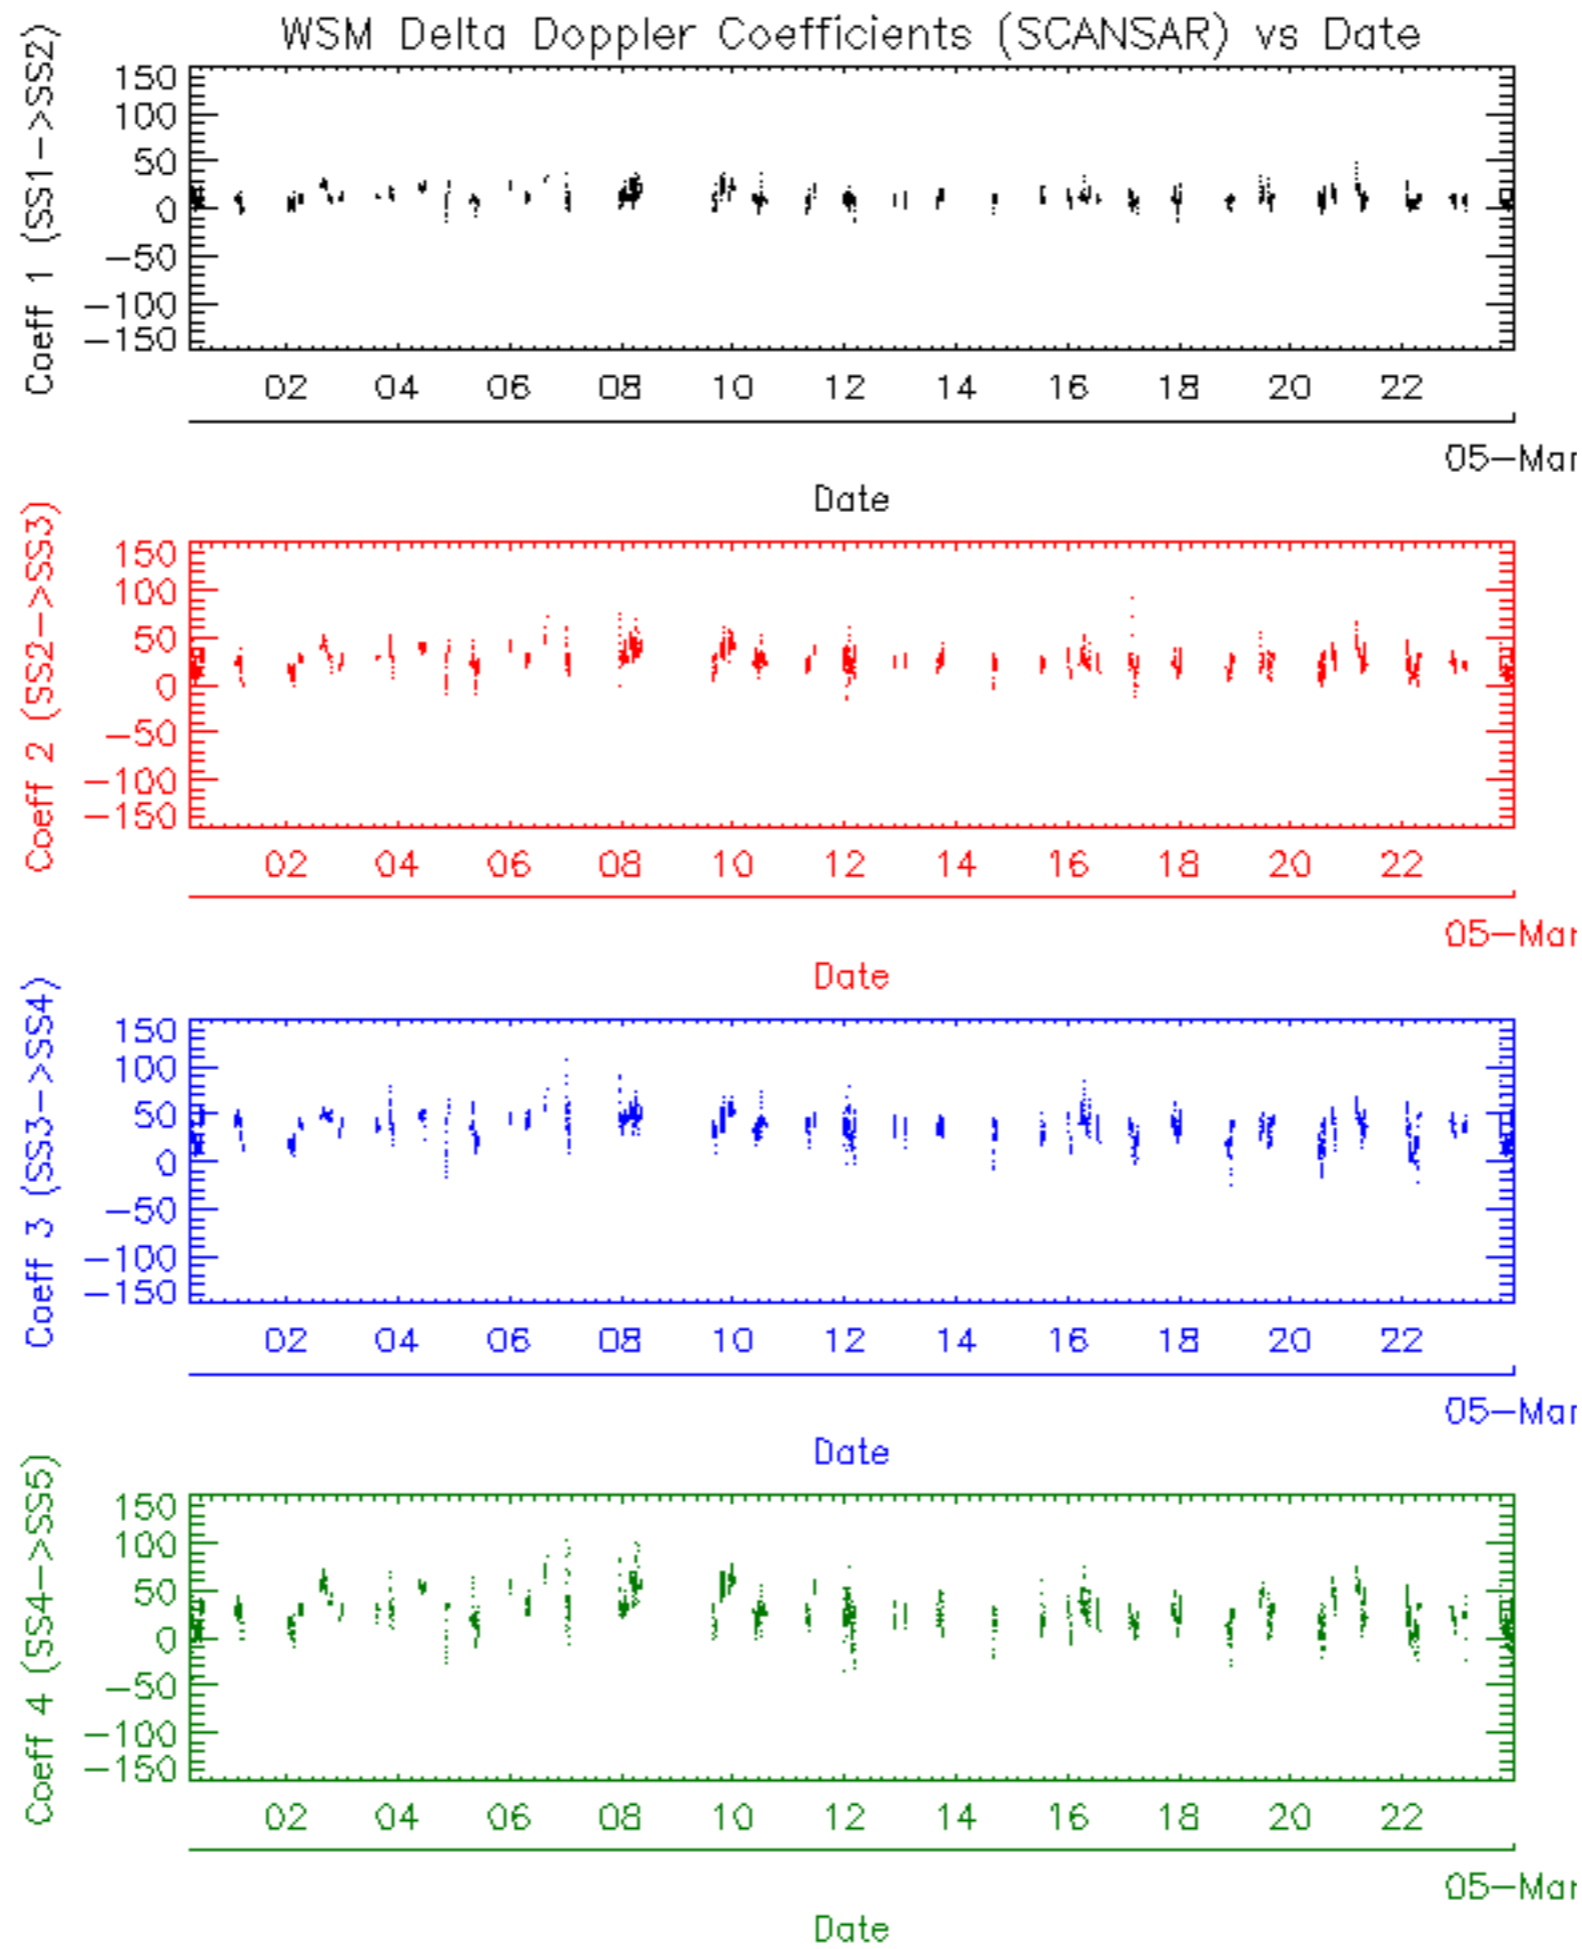 WSM Delta Doppler Coefficients (SCANSAR) vs Date
Coeff 1 (SS1->SS2)
150
100
50
0
-50
-100
-150
02 04 06 08 10 12 14 16 18 20 22
05-Mar
Date
Coeff 2 (SS2->SS3)
150
100
50
0
-50
-100
-150
02 04 06 08 10 12 14 16 18 20 22
05-Mar
Date
Coeff 3 (SS3->SS4)
150
100
50
0
-50
-100
-150
02 04 06 08 10 12 14 16 18 20 22
05-Mar
Date
Coeff 4 (SS4->SS5)
150
100
50
0
-50
-100
-150
02 04 06 08 10 12 14 16 18 20 22
05-Mar
Date